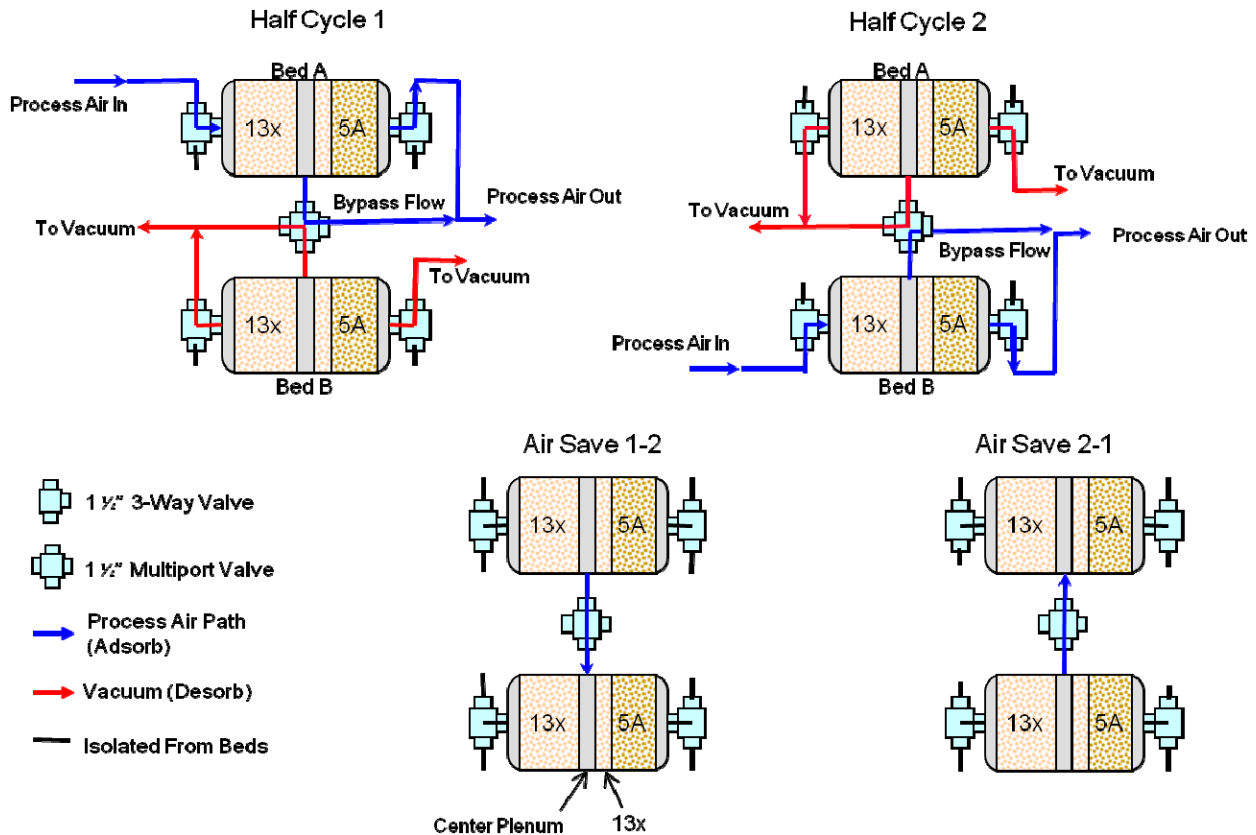 Half Cycle 1
Half Cycle 2
Bed A
Process Air In
13x
5A
Bypass Flow
Process Air Out
To Vacuum
To Vacuum
13x
5A
Bed B
Bed A
13x
5A
To Vacuum
To Vacuum
Bypass Flow
Process Air Out
13x
5A
Process Air In
Bed B
Air Save 1-2
Air Save 2-1
1 ½” 3-Way Valve
1 ½” Multiport Valve
Process Air Path
(Adsorb)
Vacuum (Desorb)
Isolated From Beds
13x
5A
13x
5A
Center Plenum
13x
13x
5A
13x
5A